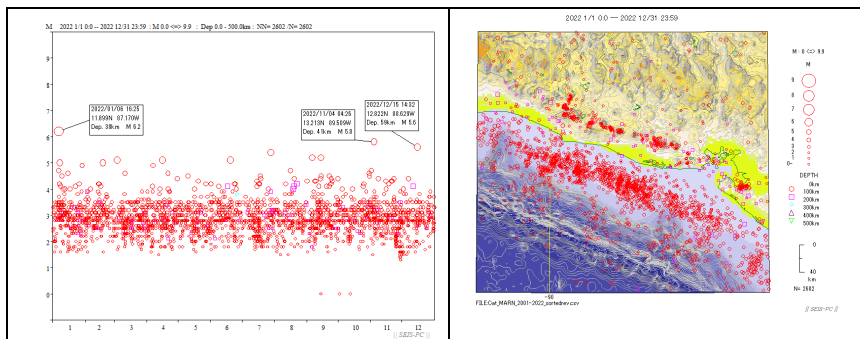 M 2022 1/1 0:0 -- 2022 12/31 23:59 : M 0.0 <=> 9.9 : Dep 0.0 - 500.0km : NN= 2602 /N= 2602
9
8
7
6
5
4
3
2
1
0
2022/01/06 16:25
11.899N 87.170W
Dep. 38km M 6.2
2022/11/04 04:26
13.213N 89.509W
Dep. 41km M 5.8
2022/12/15 14:02
12.822N 88.628W
Dep. 59km M 5.6
1 2 3 4 5 6 7 8 9 10 11 12
|| SEIS-PC ||
2022 1/1 0:0 -- 2022 12/31 23:59
M : 0 <=> 9.9
M
9
8
7
6
5
4
3
2
1
0-
DEPTH
0km
100km
200km
300km
400km
500km
0
40
km
N= 2602
-90
FILE:Cat_MARN_2001-2022_sortedrev.csv
|| SEIS-PC ||